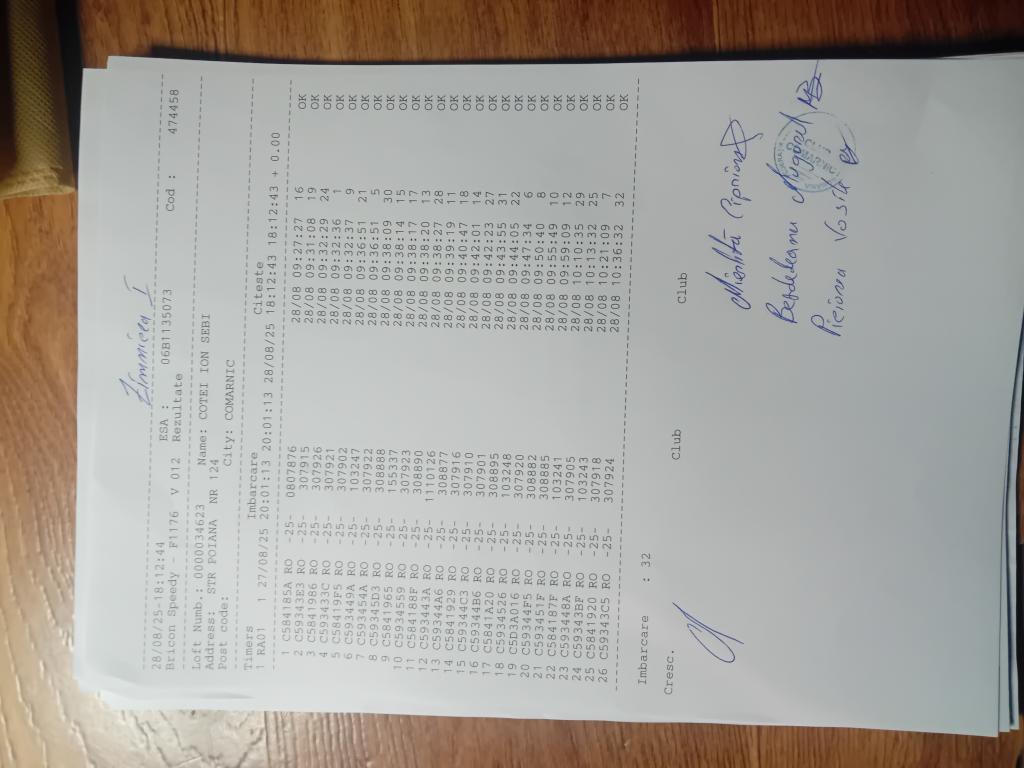 28/08/25-18:12:44 ESA : 06B1135073 Cod : 474458
Bricon Speedy - F1176 V 012 Rezultate
Loft Numb.: 0000034623 Name: COTEI ION SEBI
Address: STR POIANA NR 124
Post code: City: COMARNIC
Timers Imbarcare Citeste
1 RA01 1 27/08/25 20:01:13 20:01:13 28/08/25 18:12:43 18:12:43 + 0.00
1 C584185A RO -25- 0807876 28/08 09:27:27 16 OK
2 C59343E3 RO -25- 307915 28/08 09:31:08 19 OK
3 C5841986 RO -25- 307926 28/08 09:32:29 24 OK
4 C593433C RO -25- 307921 28/08 09:32:36 1 OK
5 C58419F5 RO -25- 307902 28/08 09:32:37 9 OK
6 C593449A RO -25- 103247 28/08 09:36:51 21 OK
7 C593454A RO -25- 307922 28/08 09:36:51 5 OK
8 C59345D3 RO -25- 308888 28/08 09:38:09 30 OK
9 C5841965 RO -25- 155337 28/08 09:38:14 15 OK
10 C5934559 RO -25- 307923 28/08 09:38:17 17 OK
11 C584188F RO -25- 308890 28/08 09:38:20 13 OK
12 C593443A RO -25- 1110126 28/08 09:38:27 28 OK
13 C59344A6 RO -25- 308877 28/08 09:39:19 11 OK
14 C5841929 RO -25- 307916 28/08 09:40:47 18 OK
15 C59344C3 RO -25- 307910 28/08 09:42:01 14 OK
16 C59344B6 RO -25- 307901 28/08 09:42:23 27 OK
17 C5841A2B RO -25- 308895 28/08 09:43:55 31 OK
18 C5934526 RO -25- 103248 28/08 09:44:05 22 OK
19 C5D3A016 RO -25- 307920 28/08 09:47:34 6 OK
20 C59344F5 RO -25- 308882 28/08 09:50:40 8 OK
21 C593451F RO -25- 308885 28/08 09:55:49 10 OK
22 C584187F RO -25- 103241 28/08 09:59:09 12 OK
23 C593448A RO -25- 307905 28/08 10:10:35 29 OK
24 C59343BF RO -25- 103243 28/08 10:13:32 25 OK
25 C5841920 RO -25- 307918 28/08 10:21:09 7 OK
26 C59343C5 RO -25- 307924 28/08 10:36:32 32 OK
Imbarcare : 32
Cresc. Club Club